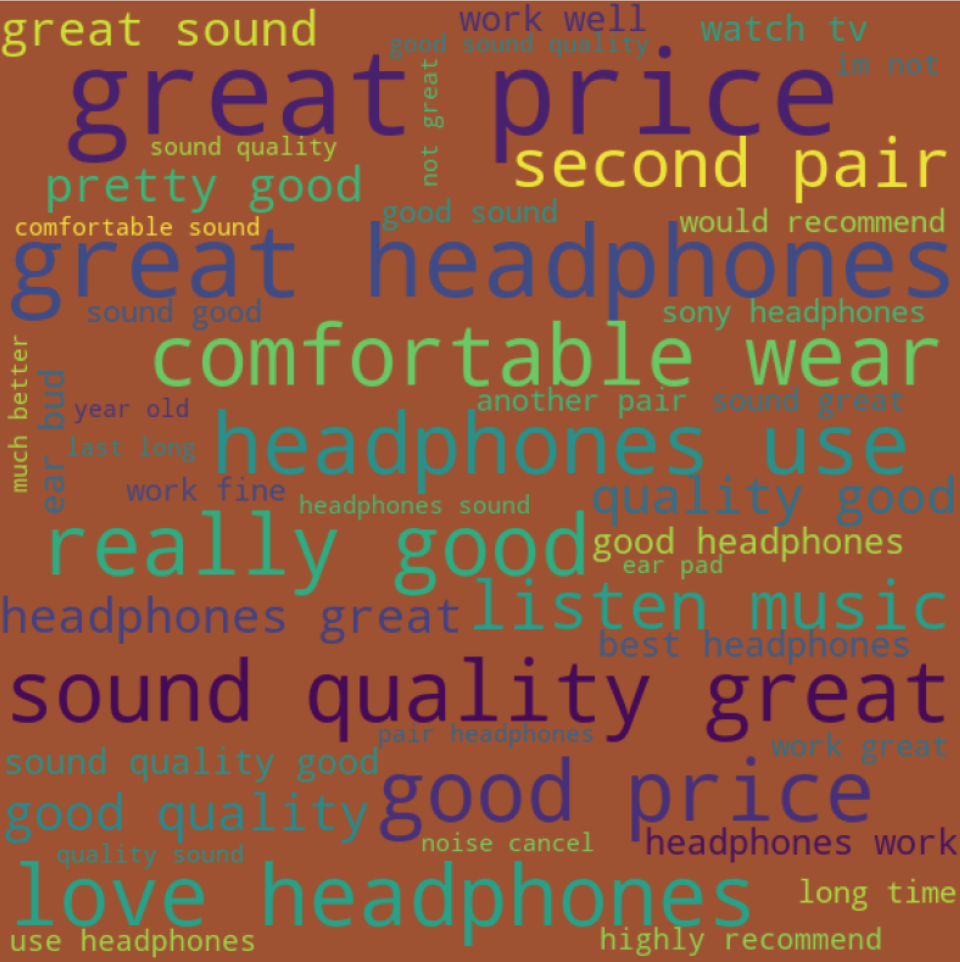 great sound
work well
watch tv
good sound quality
im not
great price
not great
sound quality
second pair
pretty good
good sound
would recommend
comfortable sound
great headphones
sound good
sony headphones
comfortable wear
much better
ear bud
year old
another pair
sound great
headphones use
last long
work fine
quality good
headphones sound
really good
good headphones
ear pad
listen music
headphones great
best headphones
sound quality great
pair headphones
work great
sound quality good
good price
good quality
noise cancel
headphones work
quality sound
love headphones
long time
use headphones
highly recommend